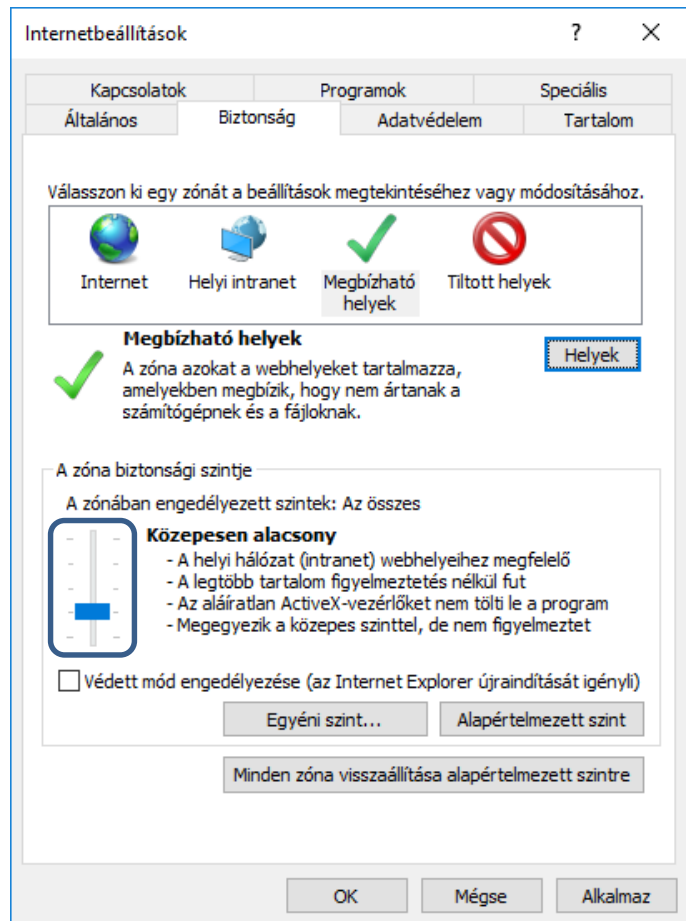 Internetbeállítások
?
Kapcsolatok Programok Speciális
Általános Biztonság Adatvédelem Tartalom
Válasszon ki egy zónát a beállítások megtekintéséhez vagy módosításához.
Internet Helyi intranet Megbízható Tiltott helyek
helyek
Megbízható helyek
Helyek
A zóna azokat a webhelyeket tartalmazza,
amelyekben megbízik, hogy nem ártanak a
számítógépnek és a fájloknak.
A zóna biztonsági szintje
A zónában engedélyezett szintek: Az összes
Közepesen alacsony
- A helyi hálózat (intranet) webhelyeihez megfelelő
- A legtöbb tartalom figyelmeztetés nélkül fut
- Az aláíratlan ActiveX-vezérlőket nem tölti le a program
- Megegyezik a közepes szinttel, de nem figyelmeztet
Védett mód engedélyezése (az Internet Explorer újraindítását igényli)
Egyéni szint... Alapértelmezett szint
Minden zóna visszaállítása alapértelmezett szintre
OK Mégse Alkalmaz